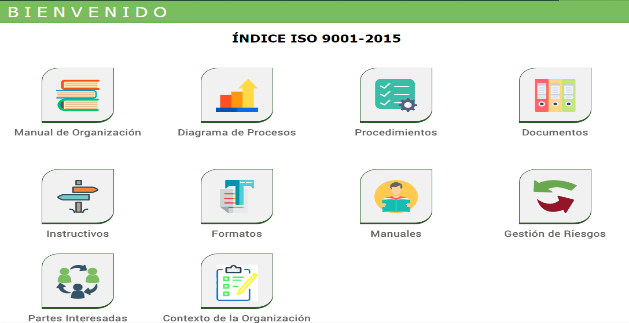 BIENVENIDO
ÍNDICE ISO 9001-2015
Manual de Organización
Diagrama de Procesos
Procedimientos
Documentos
Instructivos
Formatos
Manuales
Gestión de Riesgos
Partes Interesadas
Contexto de la Organización